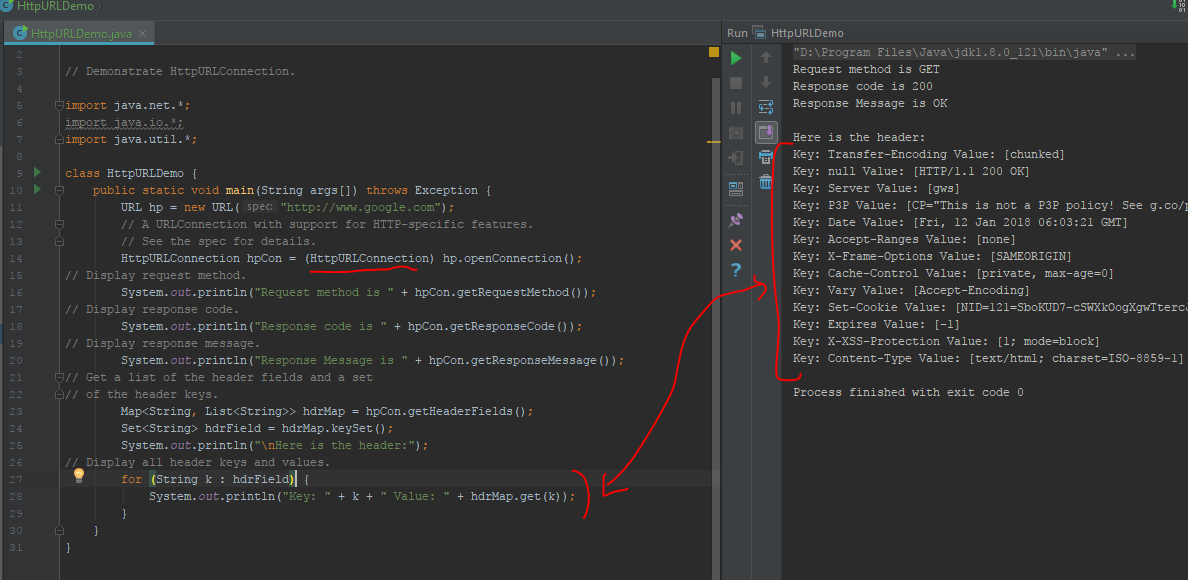 HttpURLDemo
HttpURLDemo.java
2
3 // Demonstrate HttpURLConnection.
4
5 import java.net.*;
6 import java.io.*;
7 import java.util.*;
8
9 class HttpURLDemo {
10 public static void main(String args[]) throws Exception {
11 URL hp = new URL( spec: "http://www.google.com");
12 // A URLConnection with support for HTTP-specific features.
13 // See the spec for details.
14 HttpURLConnection hpCon = (HttpURLConnection) hp.openConnection();
15 // Display request method.
16 System.out.println("Request method is " + hpCon.getRequestMethod());
17 // Display response code.
18 System.out.println("Response code is " + hpCon.getResponseCode());
19 // Display response message.
20 System.out.println("Response Message is " + hpCon.getResponseMessage());
21 // Get a list of the header fields and a set
22 // of the header keys.
23 Map<String, List<String>> hdrMap = hpCon.getHeaderFields();
24 Set<String> hdrField = hdrMap.keySet();
25 System.out.println("\nHere is the header:");
26 // Display all header keys and values.
27 for (String k : hdrField) {
28 System.out.println("Key: " + k + " Value: " + hdrMap.get(k));
29 }
30 }
31 }
Run HttpURLDemo
"D:\Program Files\Java\jdk1.8.0_121\bin\java" ...
Request method is GET
Response code is 200
Response Message is OK
Here is the header:
Key: Transfer-Encoding Value: [chunked]
Key: null Value: [HTTP/1.1 200 OK]
Key: Server Value: [gws]
Key: P3P Value: [CP="This is not a P3P policy! See g.co/p
Key: Date Value: [Fri, 12 Jan 2018 06:03:21 GMT]
Key: Accept-Ranges Value: [none]
Key: X-Frame-Options Value: [SAMEORIGIN]
Key: Cache-Control Value: [private, max-age=0]
Key: Vary Value: [Accept-Encoding]
Key: Set-Cookie Value:
Key: Expires Value: [-1]
Key: X-XSS-Protection Value: [1; mode=block]
Key: Content-Type Value: [text/html; charset=ISO-8859-1]
Process finished with exit code 0